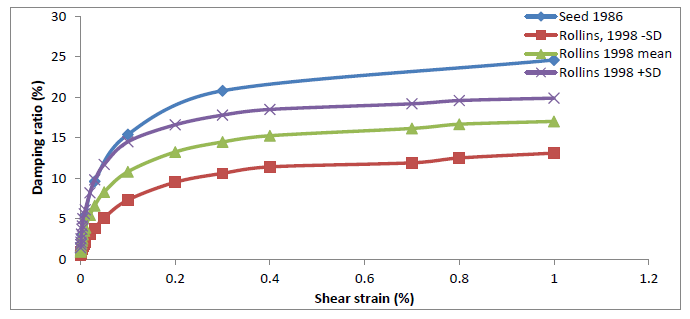 30
25
20
15
10
5
0
Damping ratio (%)
0 0.2 0.4 0.6 0.8 1 1.2
Shear strain (%)
Seed 1986
Rollins, 1998 -SD
Rollins 1998 mean
Rollins 1998 +SD